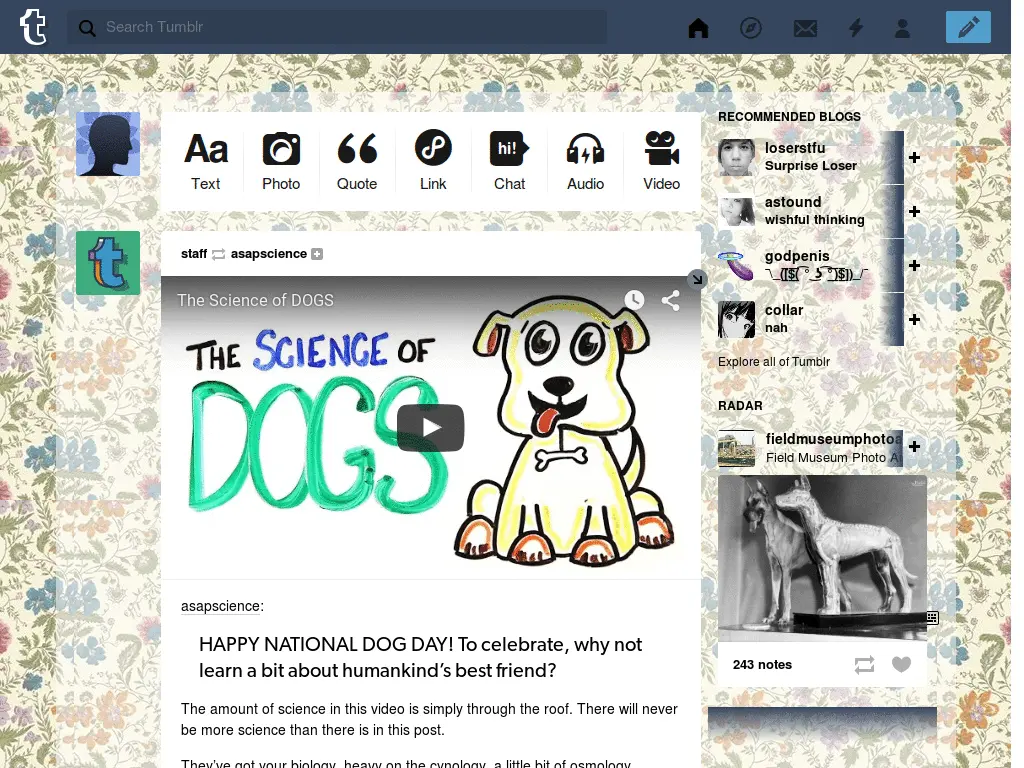 Search Tumblr
Aa
Text
Photo
Quote
Link
hi!
Chat
Audio
Video
staff asapscience
The Science of DOGS
THE SCIENCE OF
DOGS
asapscience:
HAPPY NATIONAL DOG DAY! To celebrate, why not
learn a bit about humankind's best friend?
The amount of science in this video is simply through the roof. There will never
be more science than there is in this post.
They've got your biology, heavy on the cynology, a little bit of osmology,
RECOMMENDED BLOGS
loserstfu
Surprise Loser
astound
wishful thinking
godpenis
collar
nah
Explore all of Tumblr
RADAR
fieldmuseumphotoa
Field Museum Photo A
243 notes